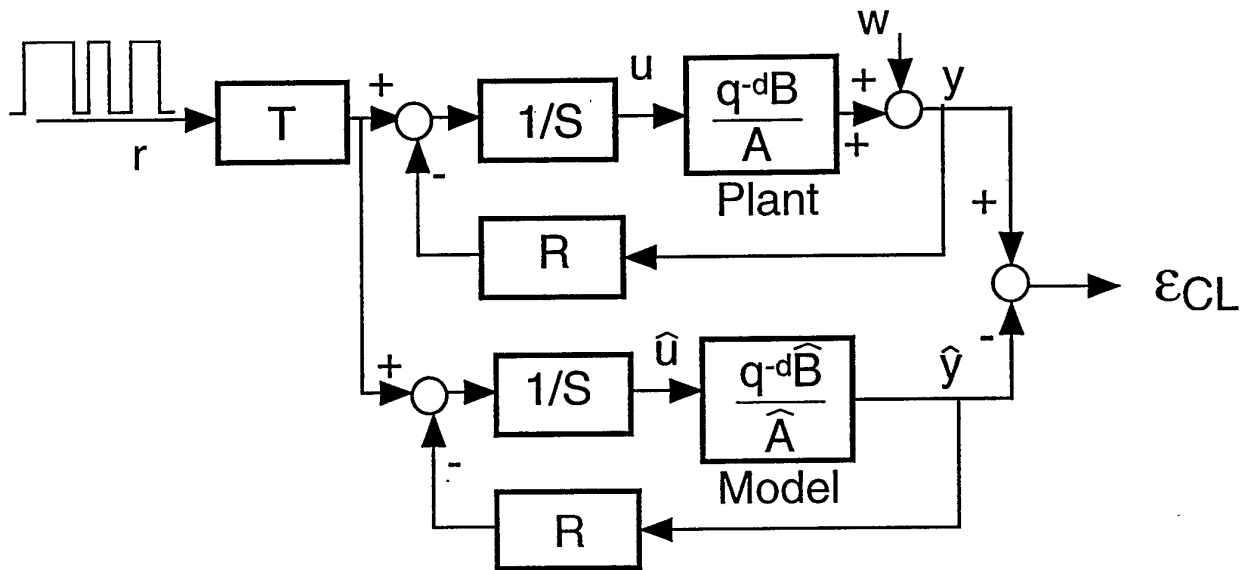 w
r
T
+
-
1/S
u
q-dB
A
Plant
+
+
y
R
+
-
εCL
+
-
1/S
û
q-dB̂
Â
Model
ŷ
R